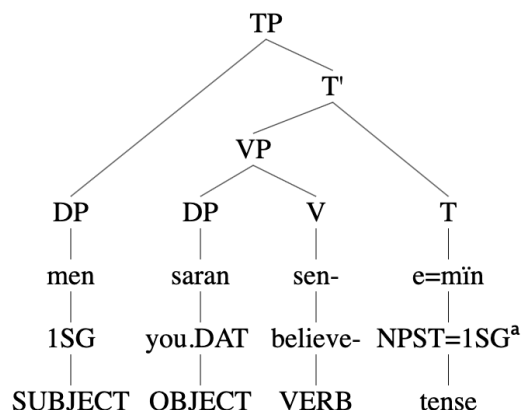 TP
T'
VP
DP DP V T
men saran sen- e=mïn
1SG you.DAT believe- NPST=1SGᵃ
SUBJECT OBJECT VERB tense